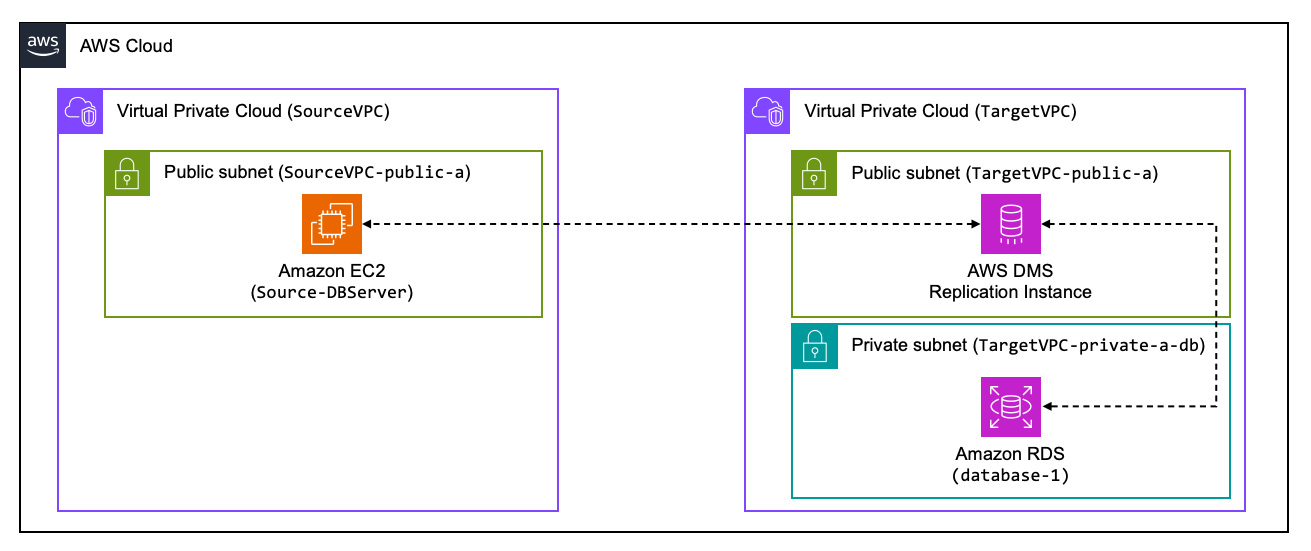 aws
AWS Cloud
Virtual Private Cloud (SourceVPC)
Public subnet (SourceVPC-public-a)
Amazon EC2
(Source-DBServer)
Virtual Private Cloud (TargetVPC)
Public subnet (TargetVPC-public-a)
AWS DMS
Replication Instance
Private subnet (TargetVPC-private-a-db)
Amazon RDS
(database-1)